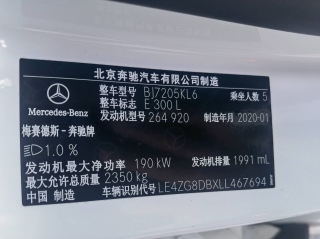 北京奔驰汽车有限公司制造
整车型号 BJ7205KL6 乘坐人数 5
整车标志 E 300 L
发动机型号 264 920 制造年月 2020-01
Mercedes-Benz
梅赛德斯－奔驰牌
1.0 %
发动机最大净功率 190 kW 发动机排量 1991 mL
最大允许总质量 2350 kg
中国 制造 车辆识别代号 LE4ZG8DBXLL467694